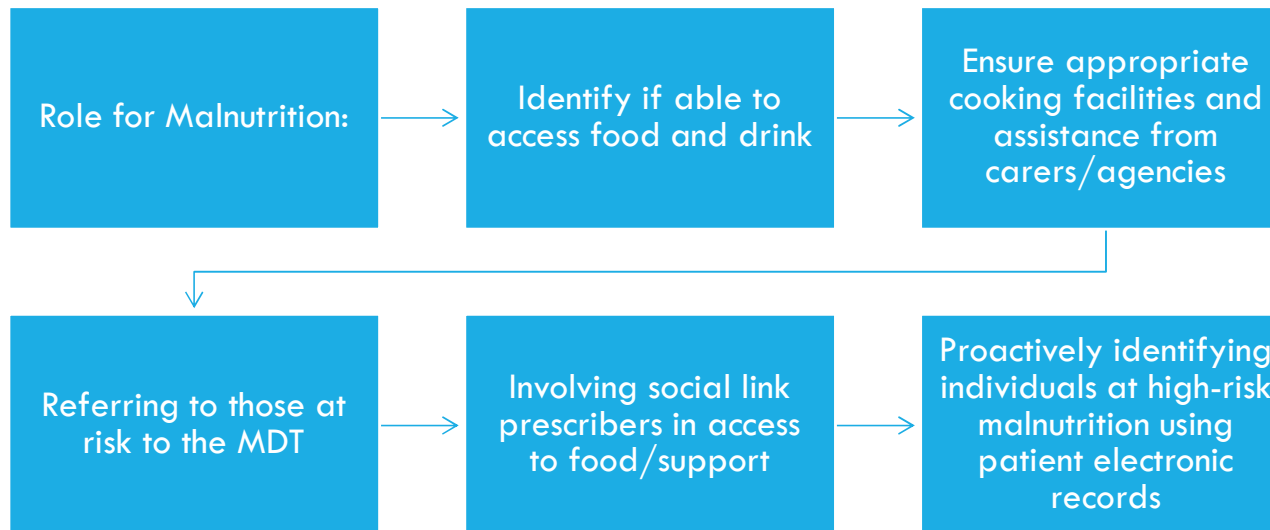 Role for Malnutrition:
Identify if able to
access food and drink
Ensure appropriate
cooking facilities and
assistance from
carers/agencies
Referring to those at
risk to the MDT
Involving social link
prescribers in access
to food/support
Proactively identifying
individuals at high-risk
malnutrition using
patient electronic
records